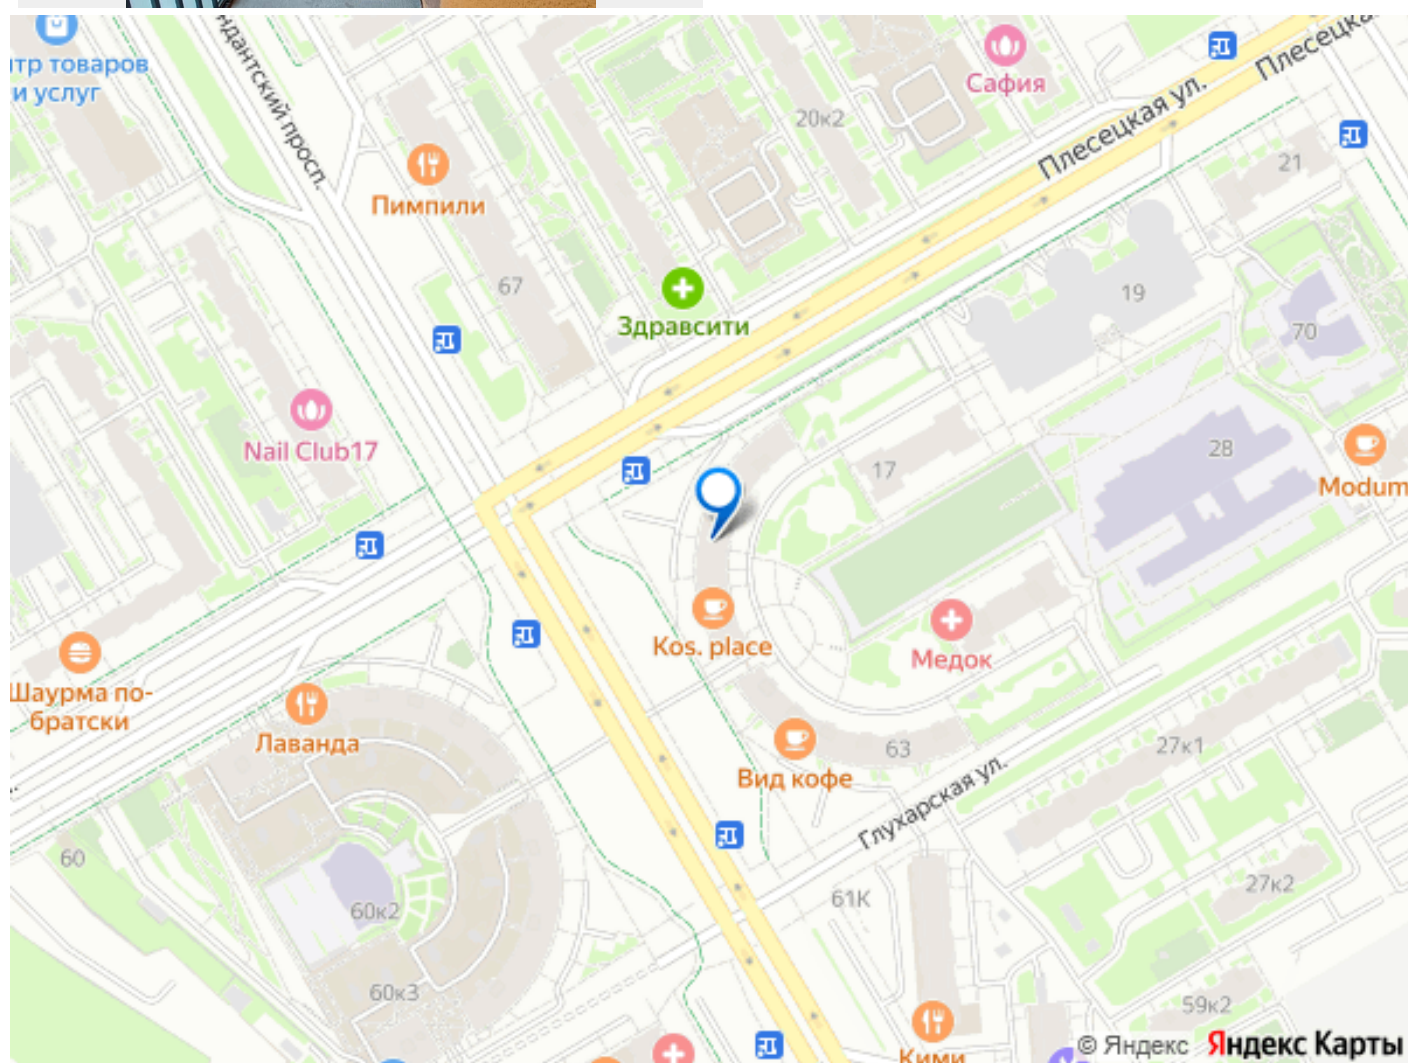 ндантский просп.
Плесецка
Плесецкая ул.
Сафия
тр товаров
и услуг
20к2
21
Пимпили
67
19
Здравсити
70
Nail Club17
28
17
Modum
Kos. place
Медок
Шаурма по-
братски
Лаванда
63
27к1
Вид кофе
Глухарская ул.
60
27к2
61К
60к2
60к3
59к2
Кими
© Яндекс Яндекс Карты